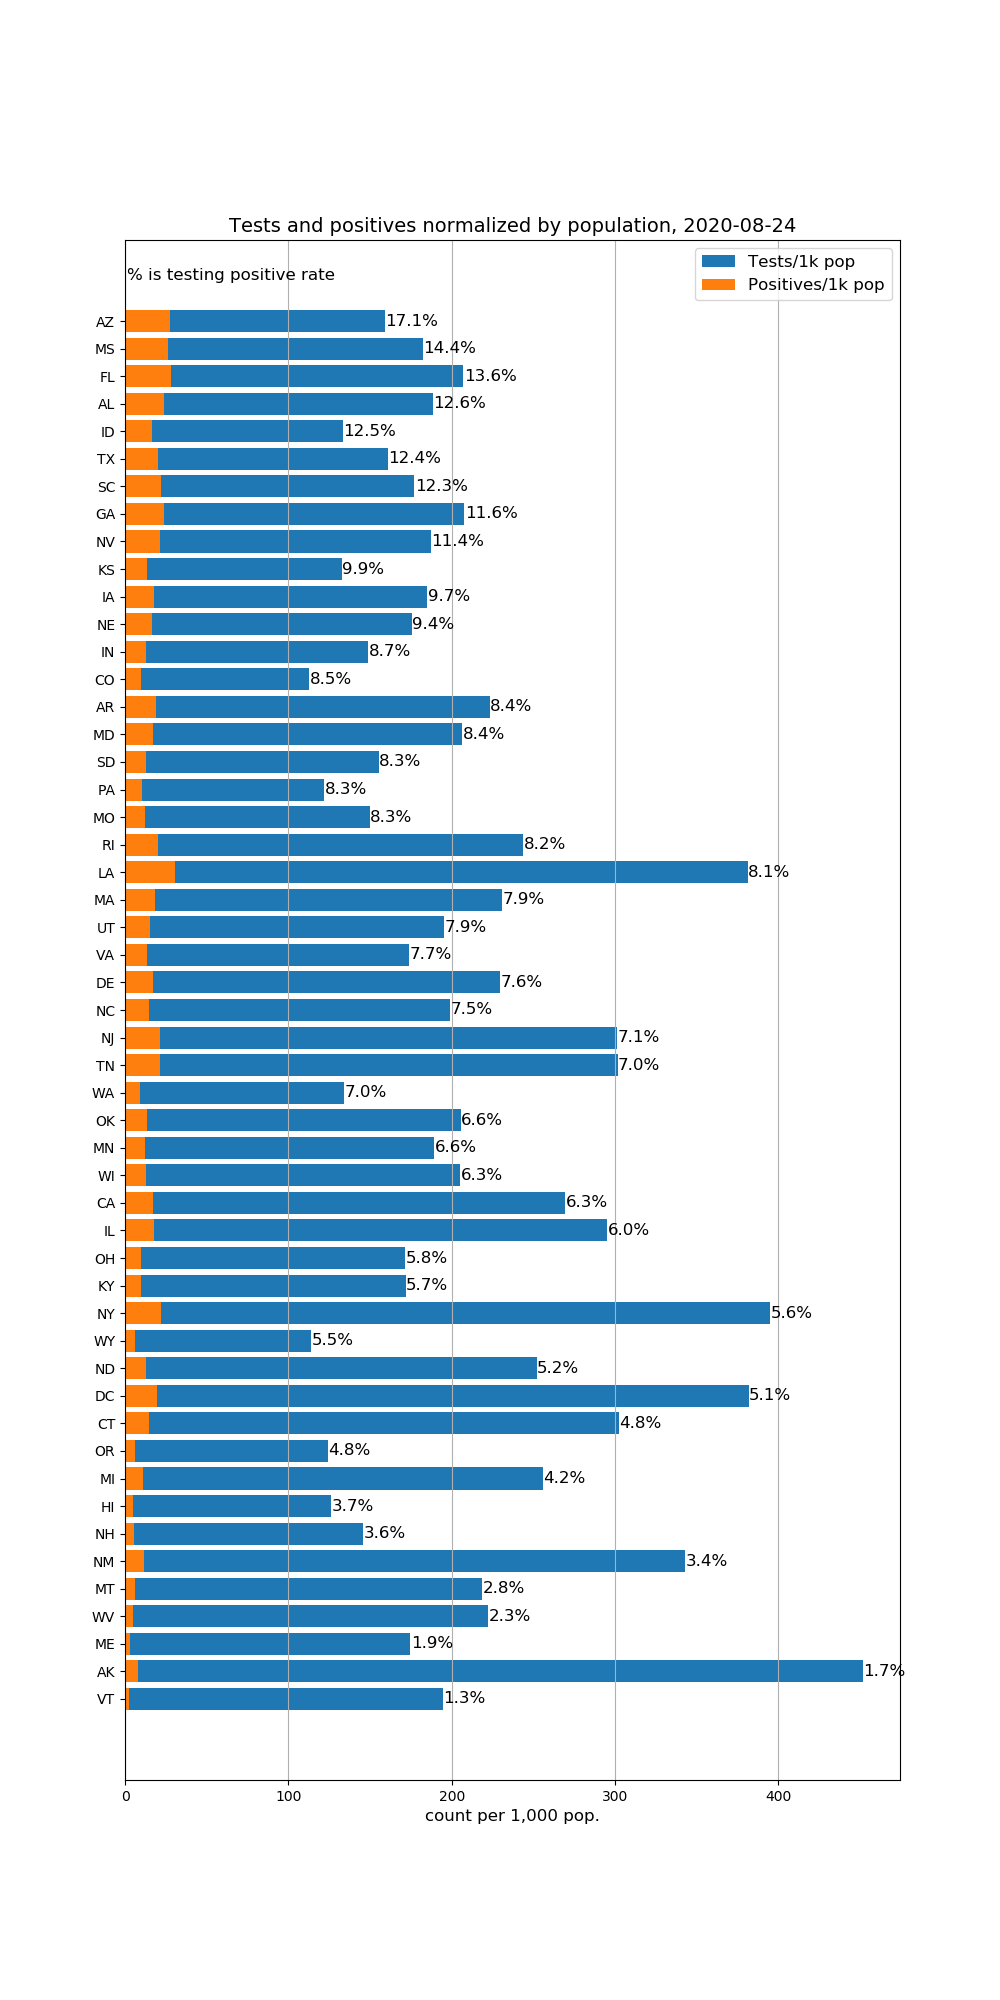 Tests and positives normalized by population, 2020-08-24
% is testing positive rate
Tests/1k pop
Positives/1k pop
AZ 17.1%
MS 14.4%
FL 13.6%
AL 12.6%
ID 12.5%
TX 12.4%
SC 12.3%
GA 11.6%
NV 11.4%
KS 9.9%
IA 9.7%
NE 9.4%
IN 8.7%
CO 8.5%
AR 8.4%
MD 8.4%
SD 8.3%
PA 8.3%
MO 8.3%
RI 8.2%
LA 8.1%
MA 7.9%
UT 7.9%
VA 7.7%
DE 7.6%
NC 7.5%
NJ 7.1%
TN 7.0%
WA 7.0%
OK 6.6%
MN 6.6%
WI 6.3%
CA 6.3%
IL 6.0%
OH 5.8%
KY 5.7%
NY 5.6%
WY 5.5%
ND 5.2%
DC 5.1%
CT 4.8%
OR 4.8%
MI 4.2%
HI 3.7%
NH 3.6%
NM 3.4%
MT 2.8%
WV 2.3%
ME 1.9%
AK 1.7%
VT 1.3%
0 100 200 300 400
count per 1,000 pop.